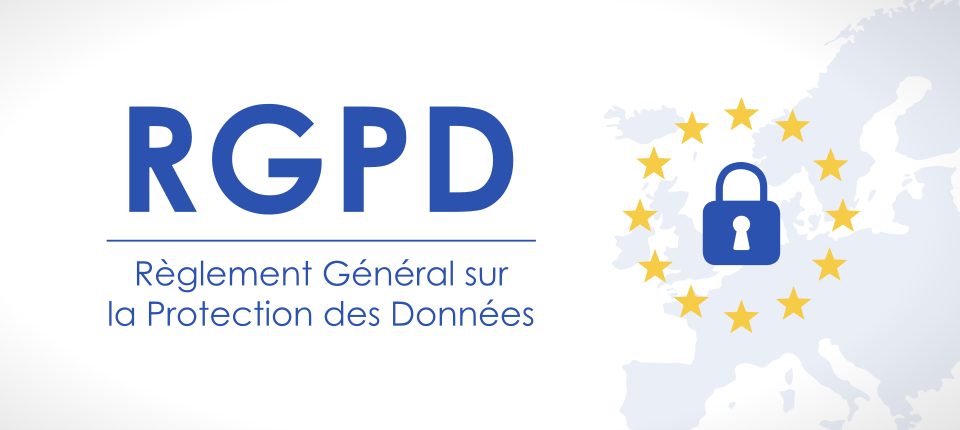 RGPD
Règlement Général sur
la Protection des Données